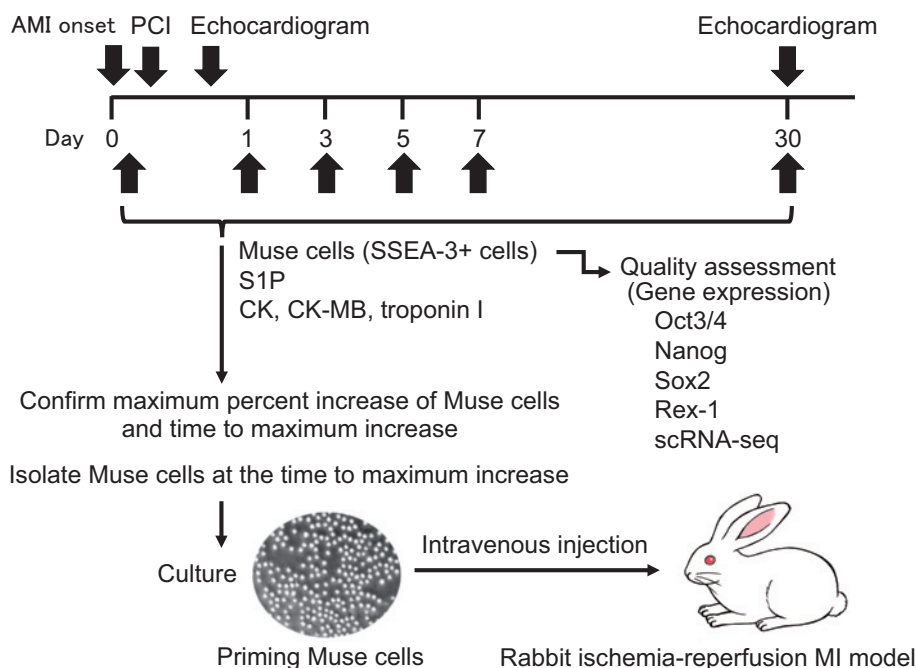 AMI onset PCI Echocardiogram Echocardiogram
Day 0 1 3 5 7 30
Muse cells (SSEA-3+ cells)
S1P
CK, CK-MB, troponin I
Quality assessment
(Gene expression)
Oct3/4
Nanog
Sox2
Rex-1
scRNA-seq
Confirm maximum percent increase of Muse cells
and time to maximum increase
Isolate Muse cells at the time to maximum increase
Culture
Intravenous injection
Priming Muse cells
Rabbit ischemia-reperfusion MI model